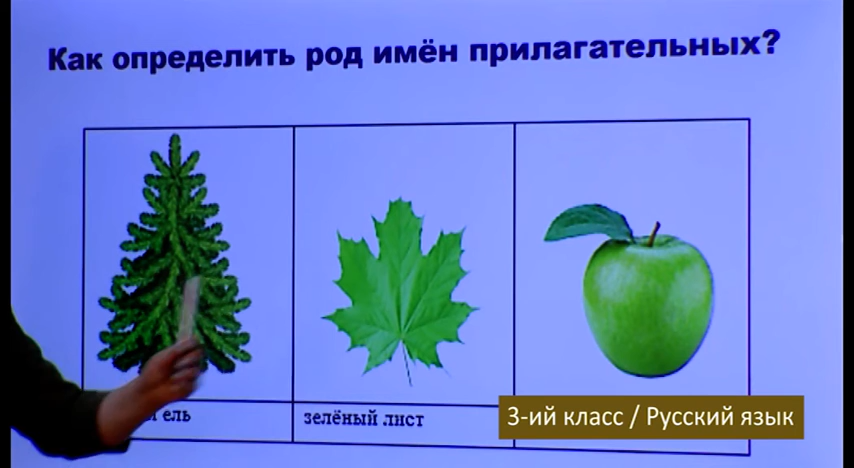 Как определить род имён прилагательных?
ель
зелёный лист
3-ий класс / Русский язык